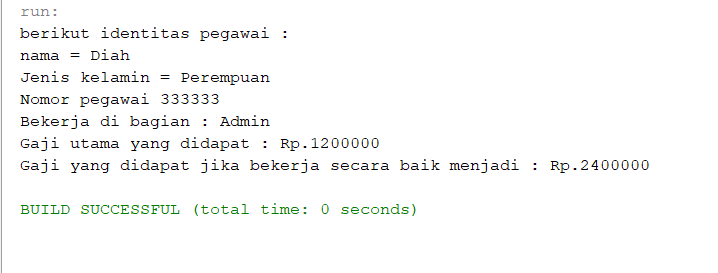 run:
berikut identitas pegawai :
nama = Diah
Jenis kelamin = Perempuan
Nomor pegawai 333333
Bekerja di bagian : Admin
Gaji utama yang didapat : Rp.1200000
Gaji yang didapat jika bekerja secara baik menjadi : Rp.2400000
BUILD SUCCESSFUL (total time: 0 seconds)